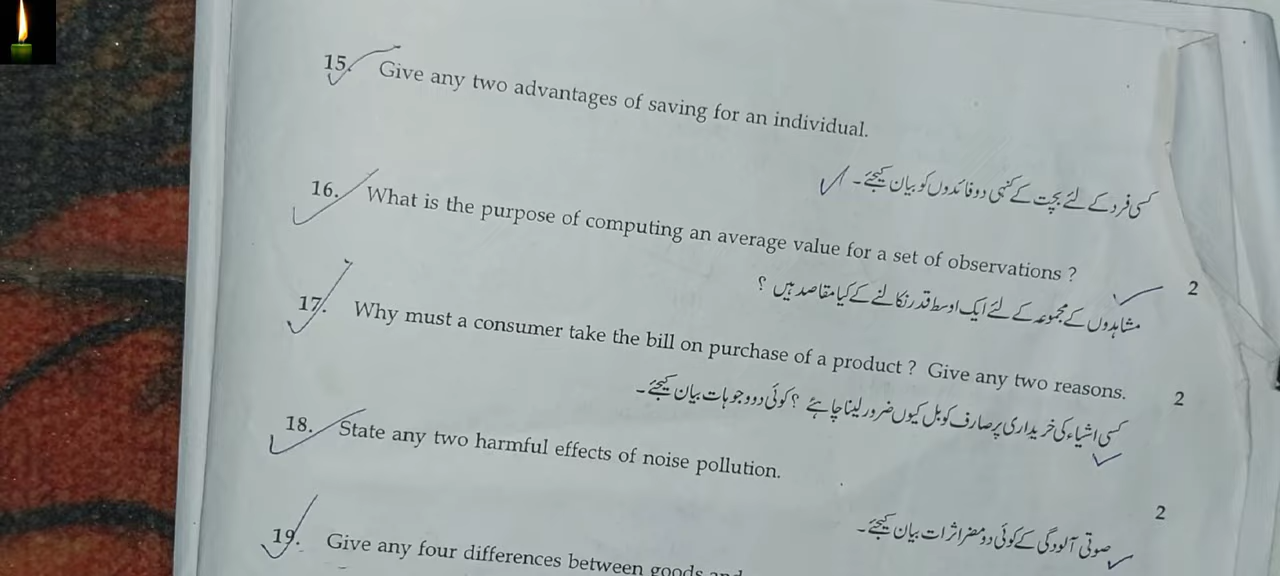 15. Give any two advantages of saving for an individual.
کسی فرد کے لئے بچت کے کنہی دو فائدوں کو بیان کیجئے۔
16. What is the purpose of computing an average value for a set of observations ? 2
مشاہدوں کے مجموعہ کے لئے ایک اوسط قدر نکالنے کے کیا مقاصد ہیں ؟
17. Why must a consumer take the bill on purchase of a product ? Give any two reasons. 2
کسی اشیاء کی خریداری پر صارف کو بل کیوں ضرور لینا چاہئے ؟ کوئی دو وجوہات بیان کیجئے۔
18. State any two harmful effects of noise pollution. 2
صوتی آلودگی کے کوئی دو مضر اثرات بیان کیجئے۔
19. Give any four differences between goods and